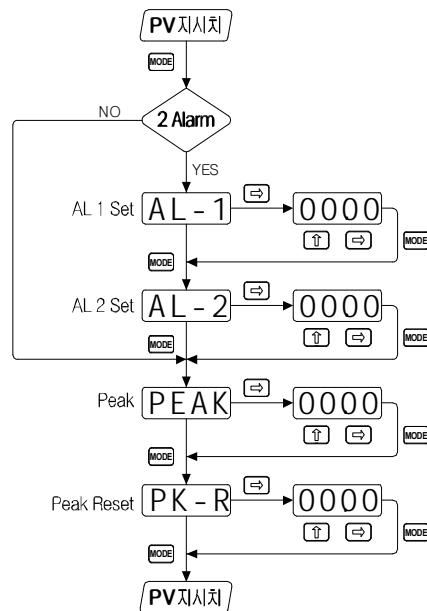 PV지시치
MODE
NO
2 Alarm
YES
AL 1 Set AL-1 ⇨ 0000
⇧ ⇨ MODE
MODE
AL 2 Set AL-2 ⇨ 0000
MODE ⇧ ⇨ MODE
Peak PEAK ⇨ 0000
⇧ ⇨ MODE
MODE
Peak Reset PK-R ⇨ 0000
⇧ ⇨ MODE
MODE
PV지시치